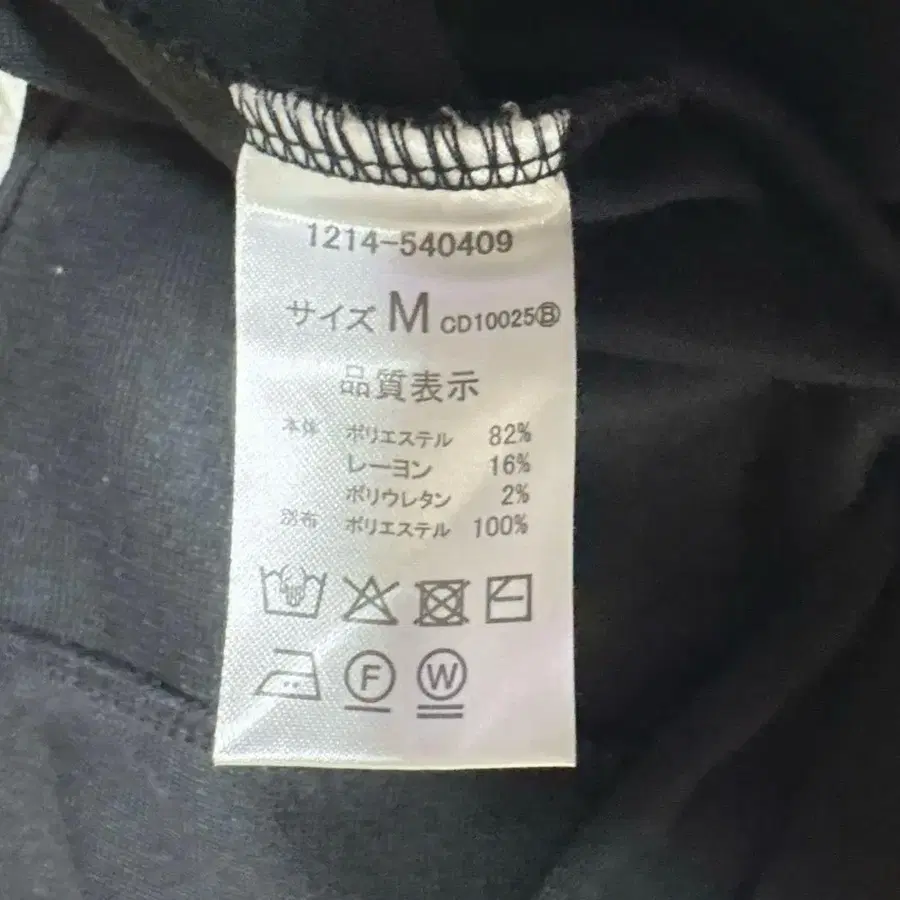 1214-540409
サイズ M CD10025Ⓑ
品質表示
本体 ポリエステル 82%
レーヨン 16%
ポリウレタン 2%
別布 ポリエステル 100%
F W